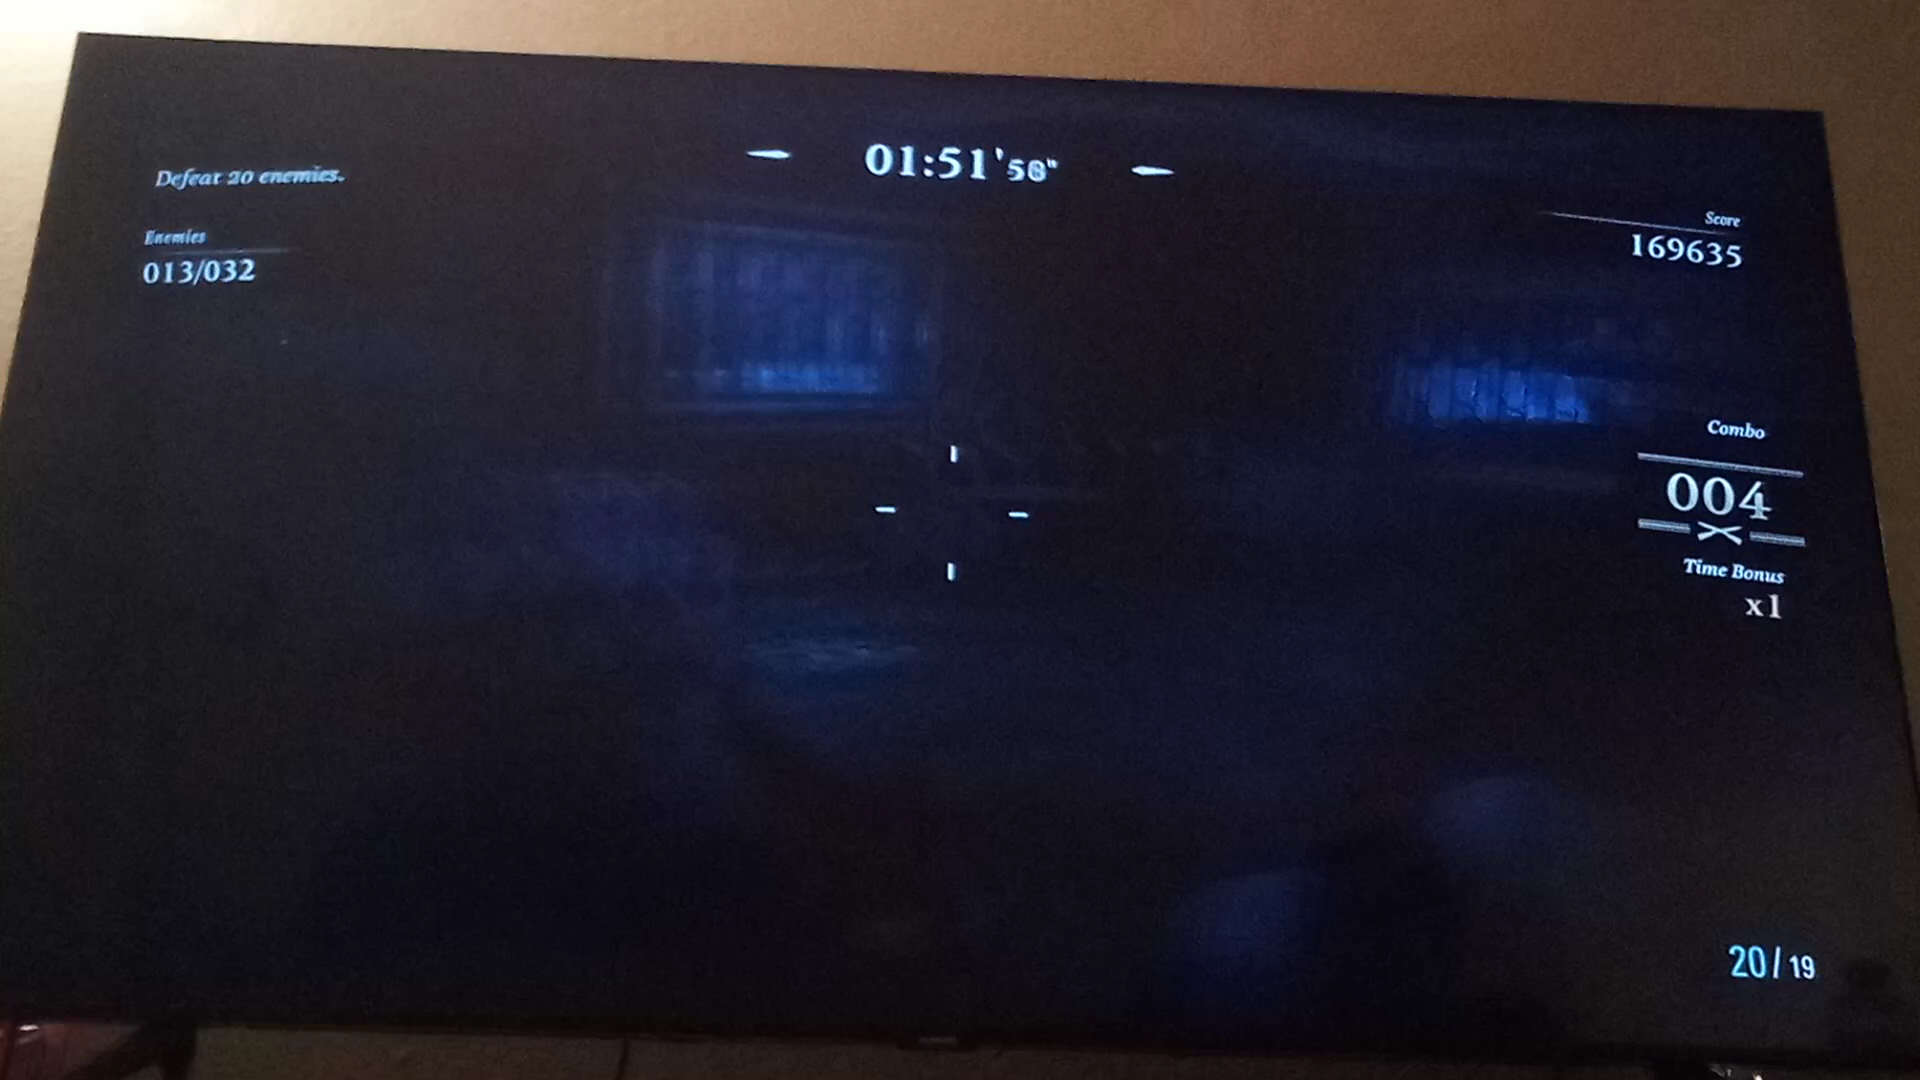 Defeat 20 enemies.
01:51'58"
Enemies
013/032
Score
169635
Combo
004
Time Bonus
x1
20/19